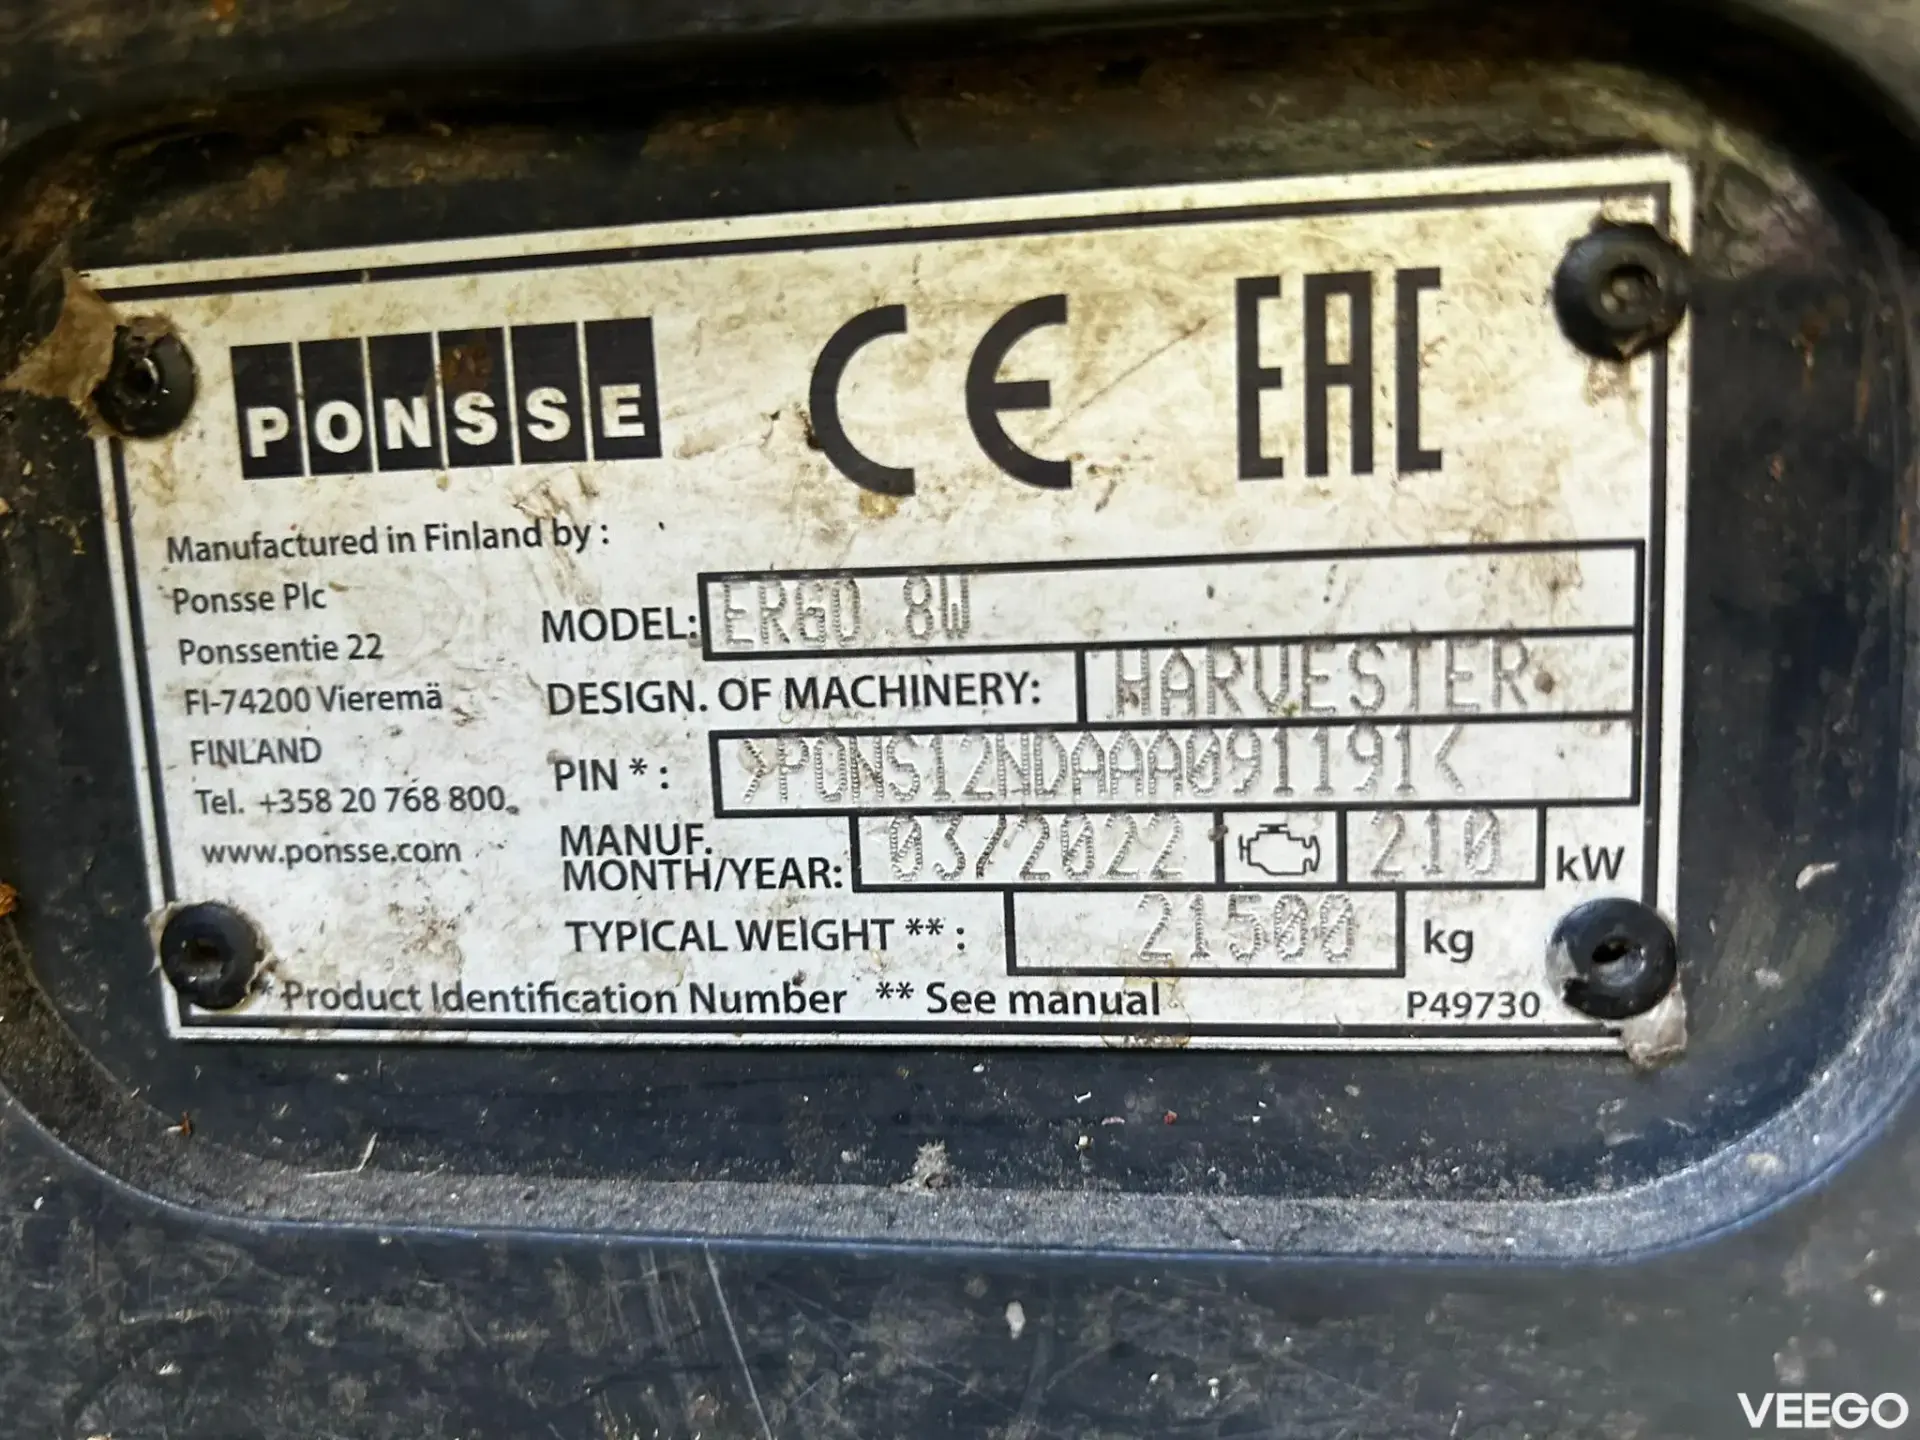 PONSSE CE EAC
Manufactured in Finland by :
Ponsse Plc
Ponssentie 22
FI-74200 Vieremä
FINLAND
Tel. +358 20 768 800
www.ponsse.com
MODEL: ERGO 8W
DESIGN. OF MACHINERY: HARVESTER
PIN * : >PONS12NDAAA091191<
MANUF.
MONTH/YEAR: 03/2022 210 kW
TYPICAL WEIGHT ** : 21500 kg
* Product Identification Number ** See manual P49730
VEEGO